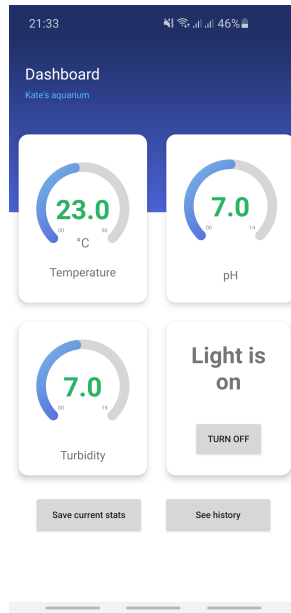 21:33
46%
Dashboard
Kate's aquarium
23.0
00 50
°C
Temperature
7.0
00 14
pH
7.0
00 15
Turbidity
Light is
on
TURN OFF
Save current stats
See history